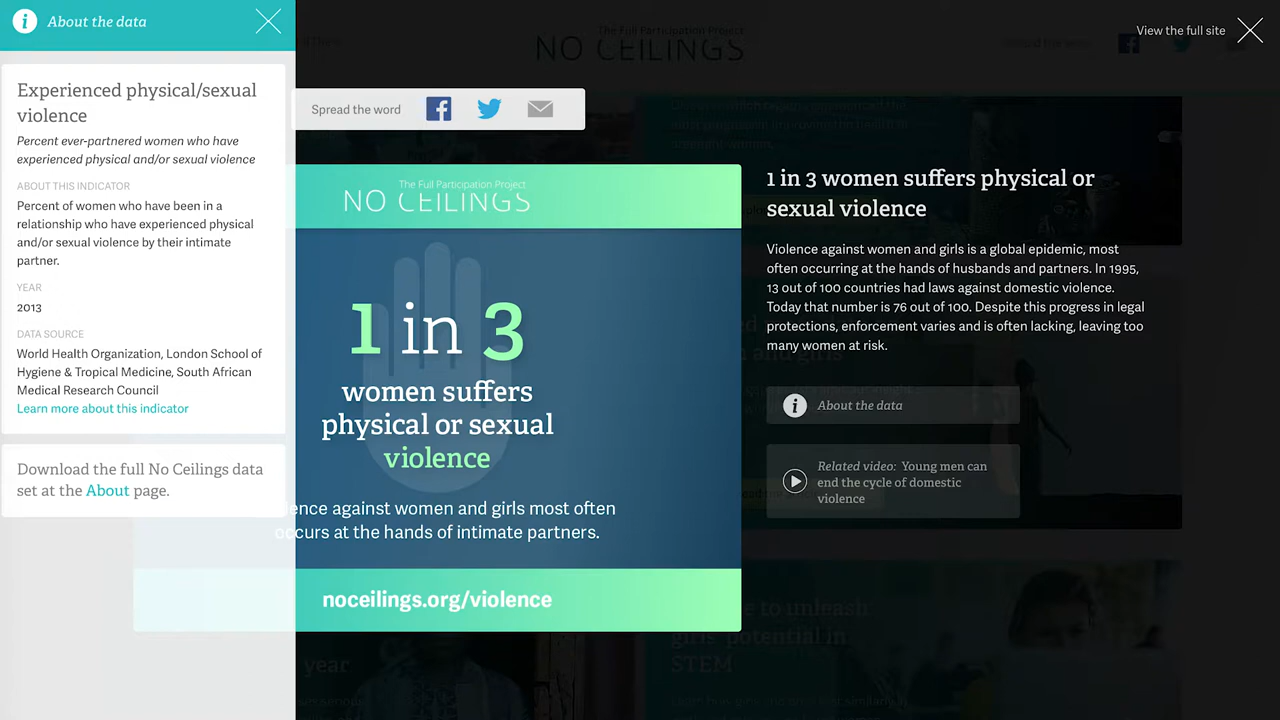 About the data
Experienced physical/sexual
violence
Percent ever-partnered women who have
experienced physical and/or sexual violence
ABOUT THIS INDICATOR
Percent of women who have been in a
relationship who have experienced physical
and/or sexual violence by their intimate
partner.
YEAR
2013
DATA SOURCE
World Health Organization, London School of
Hygiene & Tropical Medicine, South African
Medical Research Council
Learn more about this indicator
Download the full No Ceilings data
set at the About page.
The Full Participation Project
NO CEILINGS
View the full site
Spread the word
The Full Participation Project
NO CEILINGS
1 in 3
women suffers
physical or sexual
violence
against women and girls most often
occurs at the hands of intimate partners.
noceilings.org/violence
1 in 3 women suffers physical or
sexual violence
Violence against women and girls is a global epidemic, most
often occurring at the hands of husbands and partners. In 1995,
13 out of 100 countries had laws against domestic violence.
Today that number is 76 out of 100. Despite this progress in legal
protections, enforcement varies and is often lacking, leaving too
many women at risk.
About the data
Related video: Young men can
end the cycle of domestic
violence
year
to unleash
girls' potential in
STEM